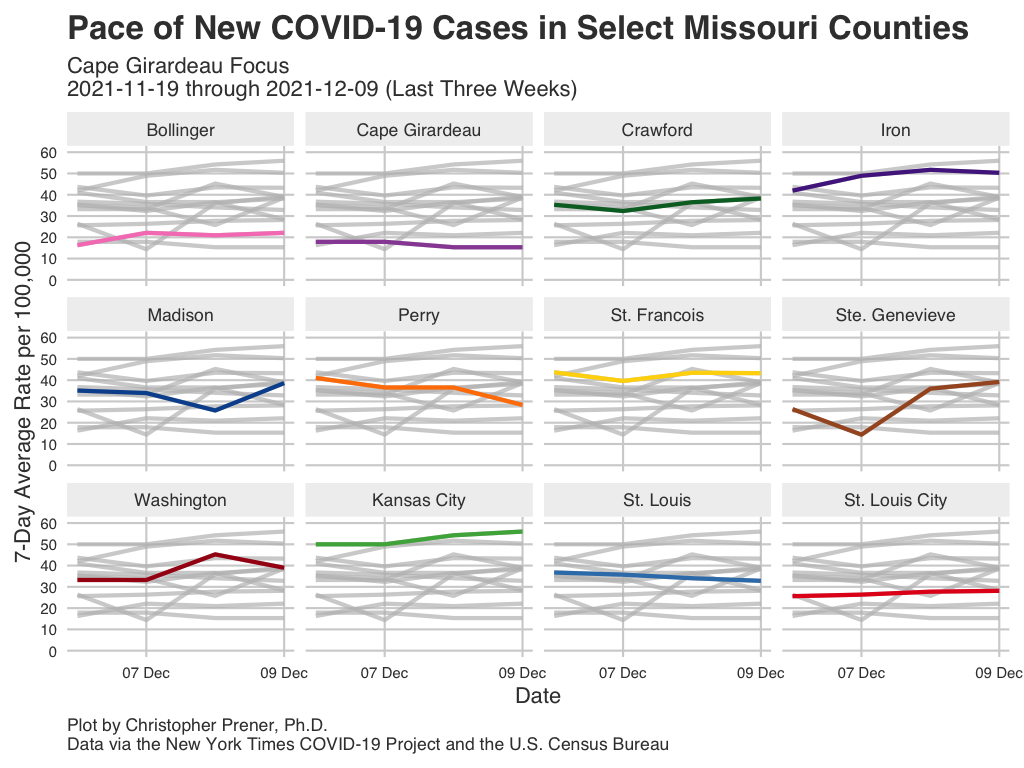 Pace of New COVID-19 Cases in Select Missouri Counties
Cape Girardeau Focus
2021-11-19 through 2021-12-09 (Last Three Weeks)
7-Day Average Rate per 100,000
Bollinger
Cape Girardeau
Crawford
Iron
60
50
40
30
20
10
0
Madison
Perry
St. Francois
Ste. Genevieve
60
50
40
30
20
10
0
Washington
Kansas City
St. Louis
St. Louis City
60
50
40
30
20
10
0
07 Dec 09 Dec 07 Dec 09 Dec 07 Dec 09 Dec 07 Dec 09 Dec
Date
Plot by Christopher Prener, Ph.D.
Data via the New York Times COVID-19 Project and the U.S. Census Bureau